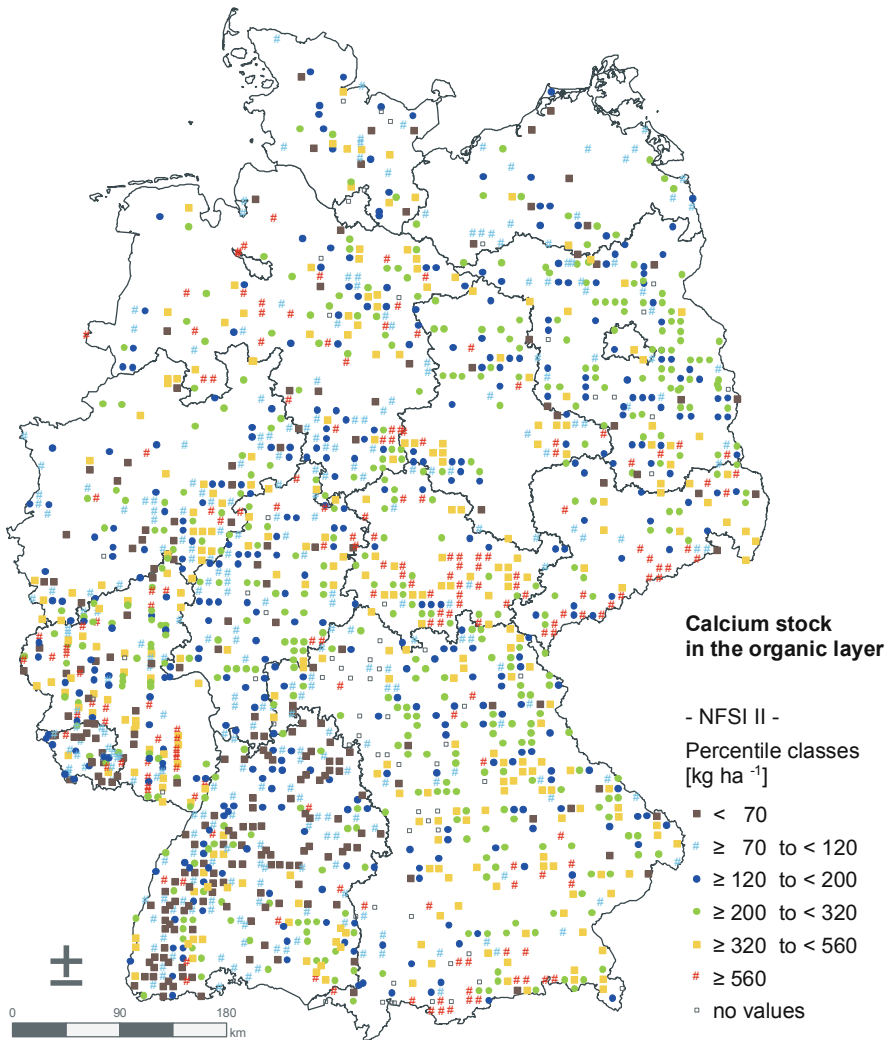 Calcium stock
in the organic layer
- NFSI II -
Percentile classes
[kg ha -1]
< 70
≥ 70 to < 120
≥ 120 to < 200
≥ 200 to < 320
≥ 320 to < 560
≥ 560
no values
0 90 180
km